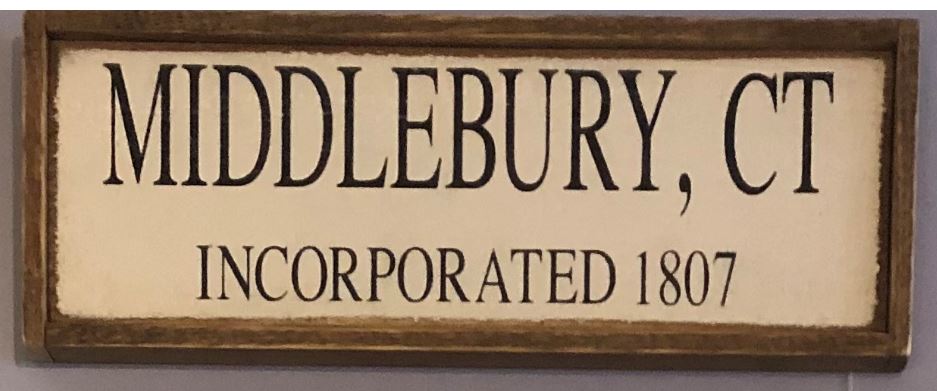 MIDDLEBURY, CT
INCORPORATED 1807